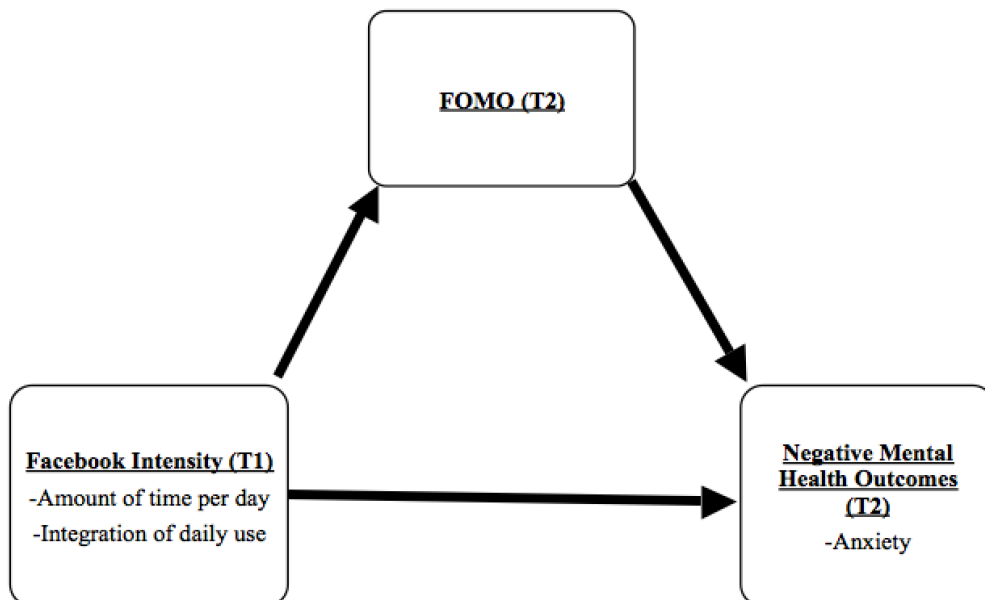 FOMO (T2)
Facebook Intensity (T1)
-Amount of time per day
-Integration of daily use
Negative Mental
Health Outcomes
(T2)
-Anxiety